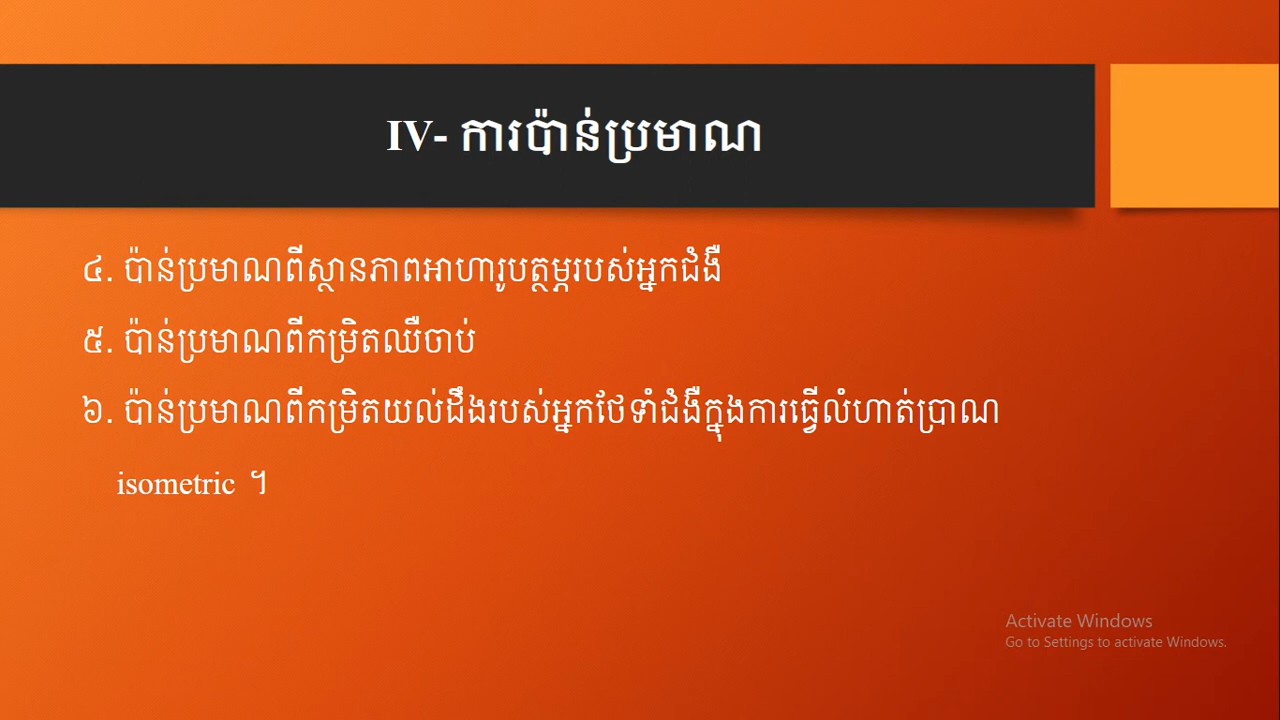 IV- ការប៉ាន់ប្រមាណ
៤. ប៉ាន់ប្រមាណពីស្ថានភាពអាហារូបត្ថម្ភរបស់អ្នកជំងឺ
៥. ប៉ាន់ប្រមាណពីកម្រិតឈឺចាប់
៦. ប៉ាន់ប្រមាណពីកម្រិតយល់ដឹងរបស់អ្នកថែទាំជំងឺក្នុងការធ្វើលំហាត់ប្រាណ
isometric ។
Activate Windows
Go to Settings to activate Windows.